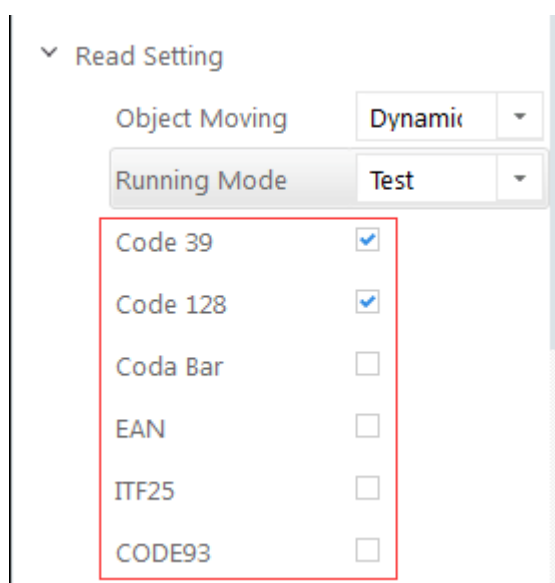 Read Setting
Object Moving Dynamic
Running Mode Test
Code 39
Code 128
Coda Bar
EAN
ITF25
CODE93